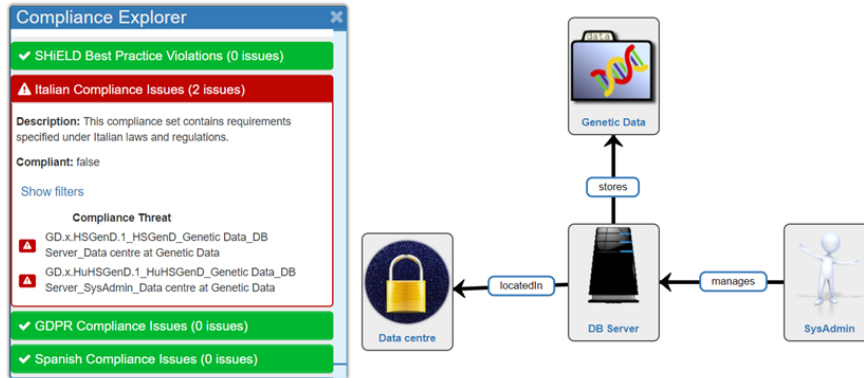 Compliance Explorer
SHiELD Best Practice Violations (0 issues)
Italian Compliance Issues (2 issues)
Description: This compliance set contains requirements
specified under Italian laws and regulations.
Compliant: false
Show filters
Compliance Threat
GD.x.HSGenD.1_HSGenD_Genetic Data_DB
Server_Data centre at Genetic Data
GD.x.HuHSGenD.1_HuHSGenD_Genetic Data_DB
Server_SysAdmin_Data centre at Genetic Data
GDPR Compliance Issues (0 issues)
Spanish Compliance Issues (0 issues)
data
Genetic Data
stores
locatedIn
manages
Data centre
DB Server
SysAdmin